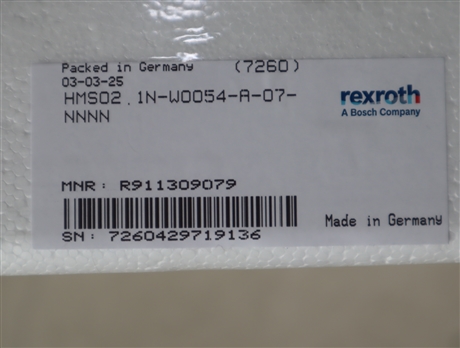 Packed in Germany (7260)
03-03-25
HMS02.1N-W0054-A-07-
NNNN
rexroth
A Bosch Company
MNR: R911309079
SN: 7260429719136
Made in Germany